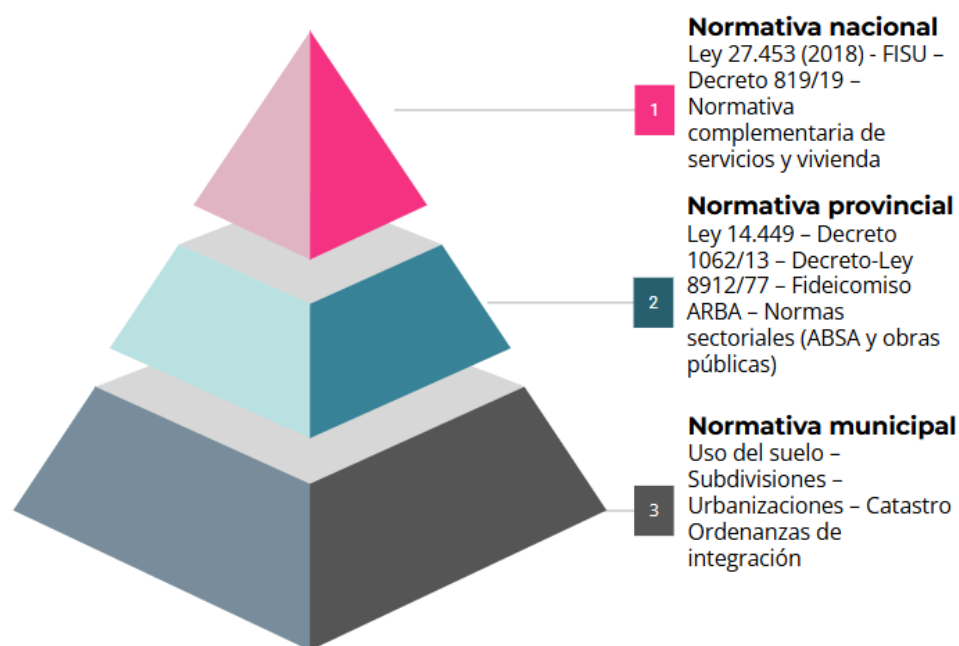 Normativa nacional
Ley 27.453 (2018) - FISU –
Decreto 819/19 –
Normativa
complementaria de
servicios y vivienda
1
Normativa provincial
Ley 14.449 – Decreto
1062/13 – Decreto-Ley
8912/77 – Fideicomiso
ARBA – Normas
sectoriales (ABSA y obras
públicas)
2
Normativa municipal
Uso del suelo –
Subdivisiones –
Urbanizaciones – Catastro
Ordenanzas de
integración
3